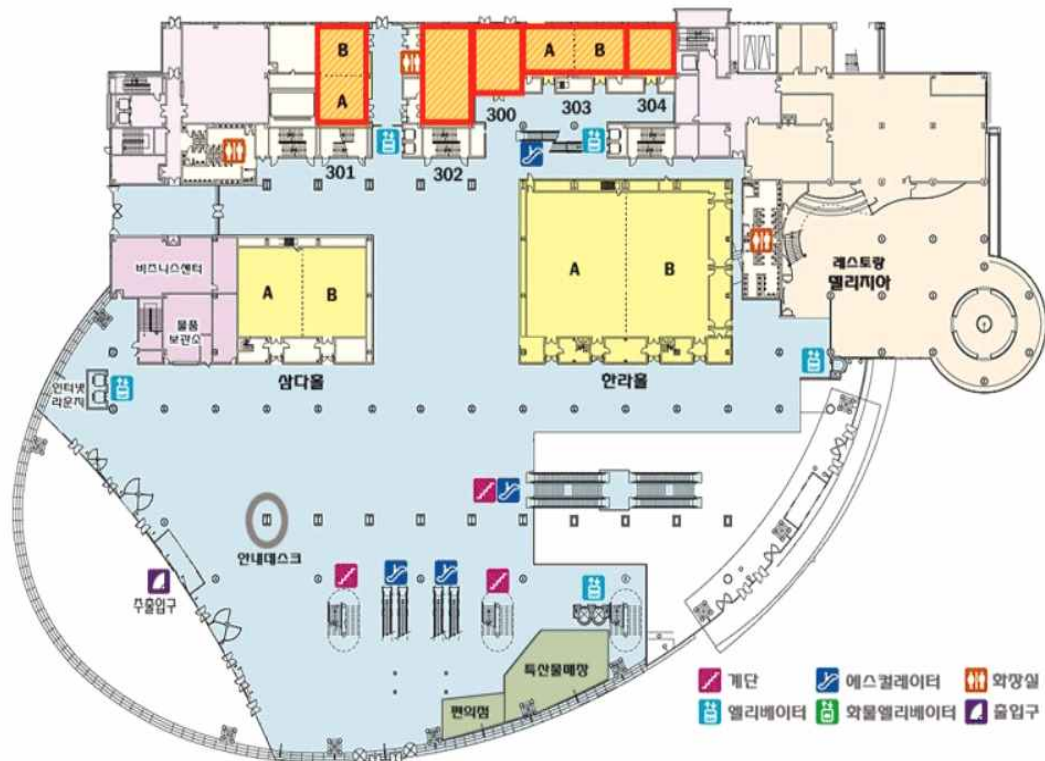 B
A
A
B
300
303
304
301
302
비즈니스센터
A
B
A
B
레스토랑
델리지아
물품
보관소
인터넷
라운지
삼다홀
한라홀
안내데스크
주출입구
특산물매장
편의점
계단
에스컬레이터
화장실
엘리베이터
화물엘리베이터
출입구